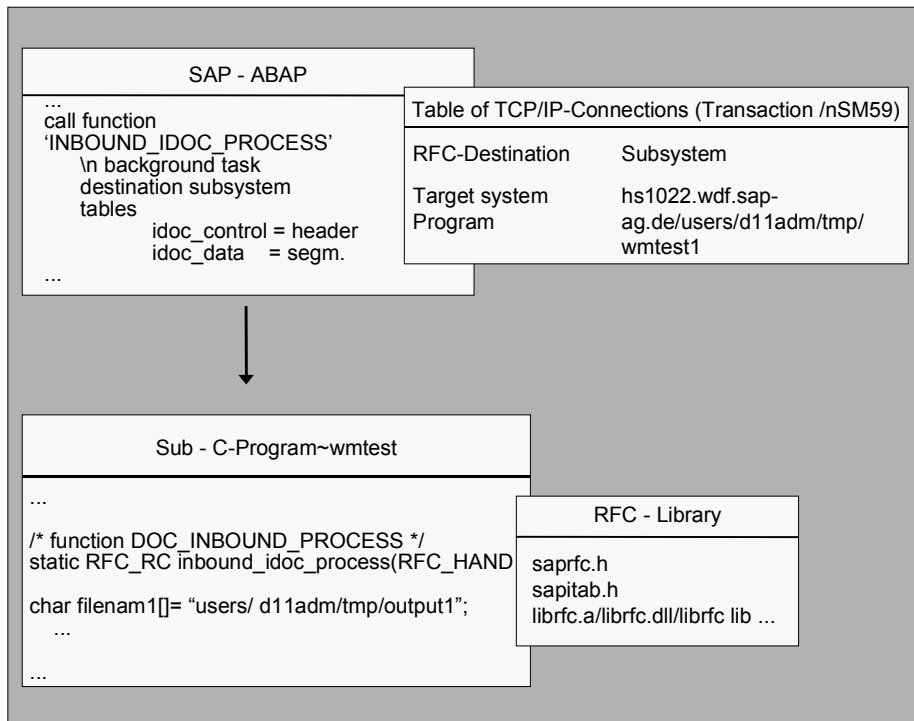 SAP - ABAP
...
call function
‘INBOUND_IDOC_PROCESS’
\n background task
destination subsystem
tables
idoc_control = header
idoc_data = segm.
...
Table of TCP/IP-Connections (Transaction /nSM59)
RFC-Destination Subsystem
Target system hs1022.wdf.sap-
Program ag.de/users/d11adm/tmp/
wmtest1
Sub - C-Program~wmtest
...
/* function DOC_INBOUND_PROCESS */
static RFC_RC inbound_idoc_process(RFC_HAND
char filenam1[]= “users/ d11adm/tmp/output1”;
...
...
RFC - Library
saprfc.h
sapitab.h
librfc.a/librfc.dll/librfc lib ...